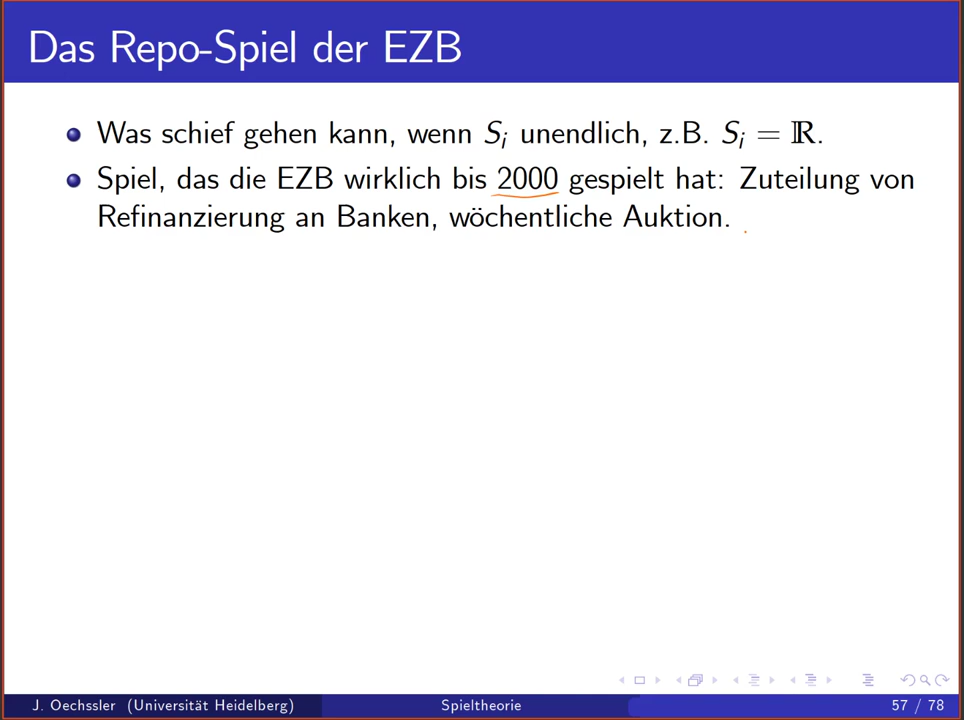 Das Repo-Spiel der EZB
Was schief gehen kann, wenn Sᵢ unendlich, z.B. Sᵢ = ℝ.
Spiel, das die EZB wirklich bis 2000 gespielt hat: Zuteilung von
Refinanzierung an Banken, wöchentliche Auktion.
J. Oechssler (Universität Heidelberg) Spieltheorie 57 / 78